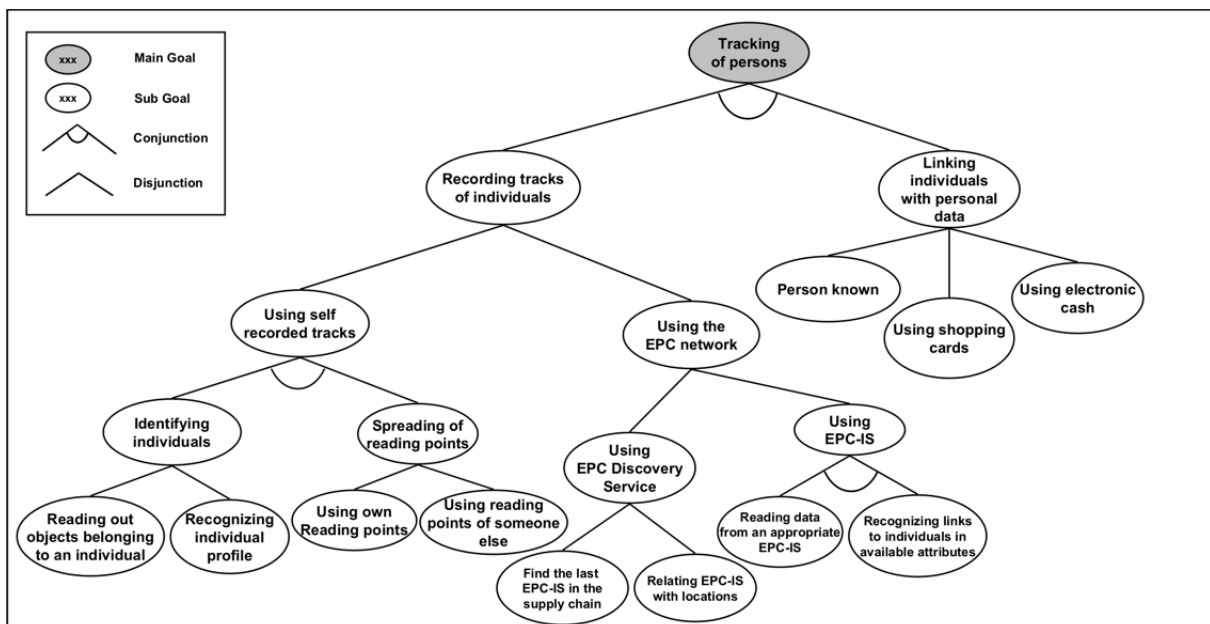 xxx
Main Goal
xxx
Sub Goal
Conjunction
Disjunction
Tracking
of persons
Recording tracks
of individuals
Linking
individuals
with personal
data
Person known
Using shopping
cards
Using electronic
cash
Using self
recorded tracks
Using the
EPC network
Identifying
individuals
Spreading of
reading points
Using
EPC Discovery
Service
Using
EPC-IS
Reading out
objects belonging
to an individual
Recognizing
individual
profile
Using own
Reading points
Using reading
points of someone
else
Find the last
EPC-IS in the
supply chain
Relating EPC-IS
with locations
Reading data
from an appropriate
EPC-IS
Recognizing links
to individuals in
available attributes